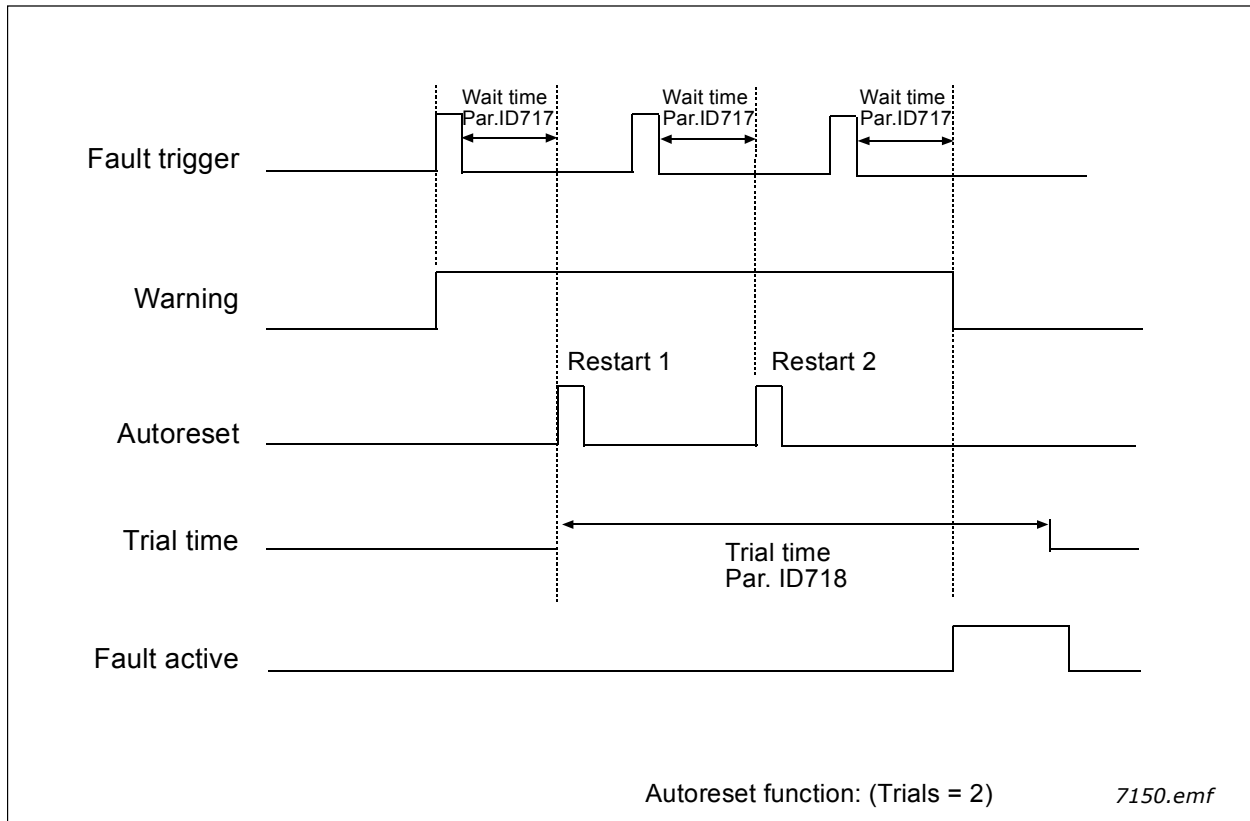 Wait time
Par.ID717
Wait time
Par.ID717
Wait time
Par.ID717
Fault trigger
Warning
Restart 1
Restart 2
Autoreset
Trial time
Trial time
Par. ID718
Fault active
Autoreset function: (Trials = 2)
7150.emf